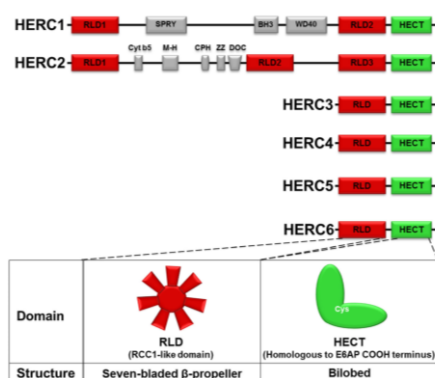 HERC1 RLD1 SPRY BH3 WD40 RLD2 HECT
Cyt b5 M-H CPH ZZ DOC
HERC2 RLD1 RLD2 RLD3 HECT
HERC3 RLD HECT
HERC4 RLD HECT
HERC5 RLD HECT
HERC6 RLD HECT
Domain
Cys
RLD HECT
(RCC1-like domain) (Homologous to E6AP COOH terminus)
Structure Seven-bladed β-propeller Bilobed